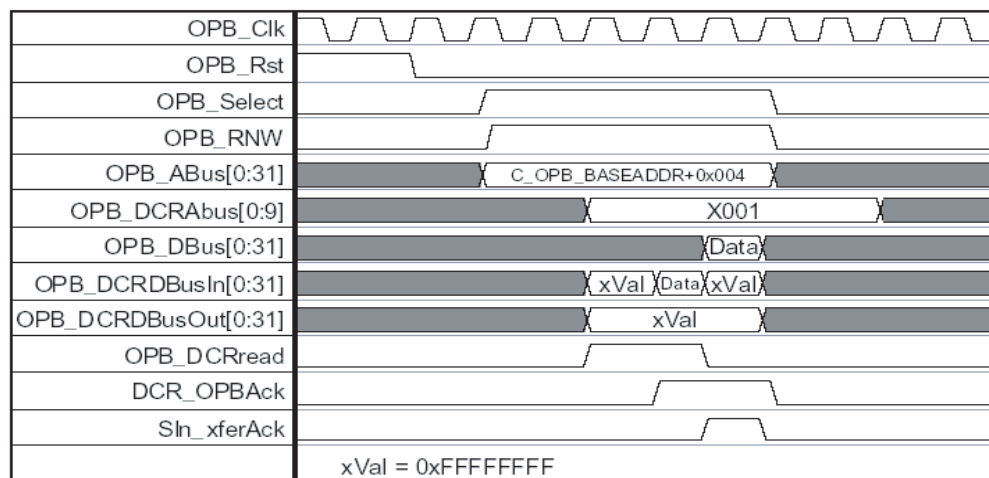 OPB_Clk
OPB_Rst
OPB_Select
OPB_RNW
OPB_ABus[0:31] C_OPB_BASEADDR+0x004
OPB_DCRAbus[0:9] X001
OPB_DBus[0:31] Data
OPB_DCRDBusIn[0:31] xVal Data xVal
OPB_DCRDBusOut[0:31] xVal
OPB_DCRread
DCR_OPBAck
Sln_xferAck
xVal = 0xFFFFFFFF